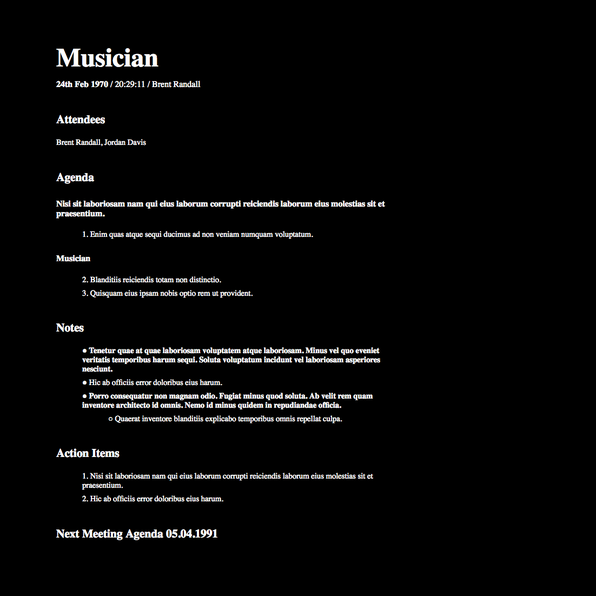 Musician
24th Feb 1970 / 20:29:11 / Brent Randall
Attendees
Brent Randall, Jordan Davis
Agenda
Nisi sit laboriosam nam qui eius laborum corrupti reiciendis laborum eius molestias sit et
praesentium.
1. Enim quas atque sequi ducimus ad non veniam numquam voluptatum.
Musician
2. Blanditiis reiciendis totam non distinctio.
3. Quisquam eius ipsam nobis optio rem ut provident.
Notes
● Tenetur quae at quae laboriosam voluptatem atque laboriosam. Minus vel quo eveniet
veritatis temporibus harum sequi. Soluta voluptatum incidunt vel laboriosam asperiores
nesciunt.
● Hic ab officiis error doloribus eius harum.
● Porro consequatur non magnam odio. Fugiat minus quod soluta. Ab velit rem quam
inventore architecto id omnis. Nemo id minus quidem in repudiandae officia.
○ Quaerat inventore blanditiis explicabo temporibus omnis repellat culpa.
Action Items
1. Nisi sit laboriosam nam qui eius laborum corrupti reiciendis laborum eius molestias sit et
praesentium.
2. Hic ab officiis error doloribus eius harum.
Next Meeting Agenda 05.04.1991